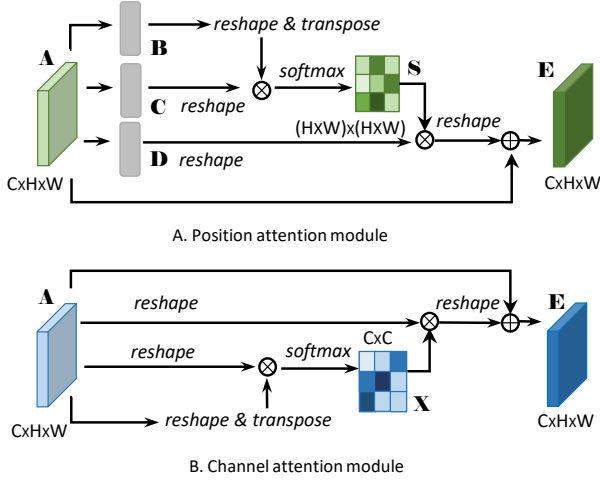 reshape & transpose
B
A
softmax
S
E
C
reshape
(HxW)x(HxW)
reshape
D
reshape
CxHxW
CxHxW
A. Position attention module
A
reshape
reshape
E
CxC
reshape
softmax
X
CxHxW
reshape & transpose
CxHxW
B. Channel attention module